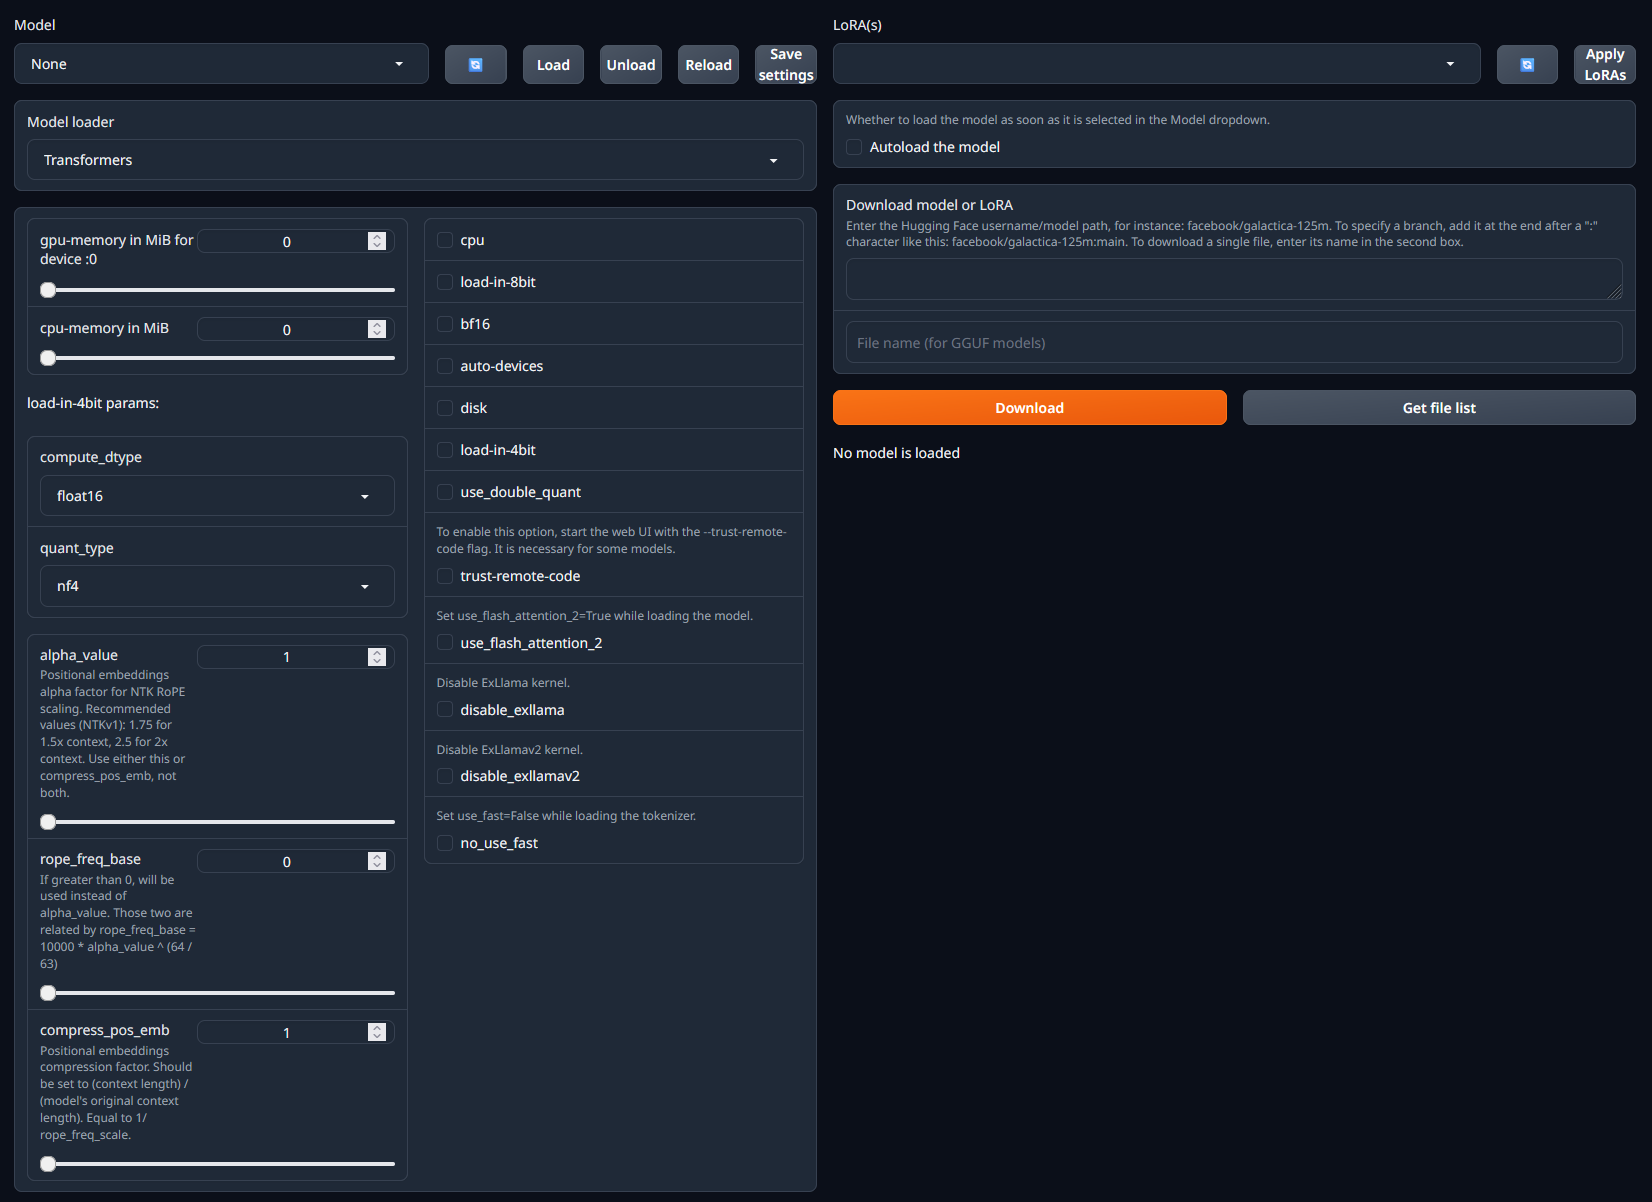 Model
None
Load
Unload
Reload
Save
settings
Model loader
Transformers
gpu-memory in MiB for
device :0
0
cpu-memory in MiB
0
load-in-4bit params:
compute_dtype
float16
quant_type
nf4
alpha_value
1
Positional embeddings
alpha factor for NTK RoPE
scaling. Recommended
values (NTKv1): 1.75 for
1.5x context, 2.5 for 2x
context. Use either this or
compress_pos_emb, not
both.
rope_freq_base
0
If greater than 0, will be
used instead of
alpha_value. Those two are
related by rope_freq_base =
10000 * alpha_value ^ (64 /
63)
compress_pos_emb
1
Positional embeddings
compression factor. Should
be set to (context length) /
(model's original context
length). Equal to 1/
rope_freq_scale.
cpu
load-in-8bit
bf16
auto-devices
disk
load-in-4bit
use_double_quant
To enable this option, start the web UI with the --trust-remote-
code flag. It is necessary for some models.
trust-remote-code
Set use_flash_attention_2=True while loading the model.
use_flash_attention_2
Disable ExLlama kernel.
disable_exllama
Disable ExLlamav2 kernel.
disable_exllamav2
Set use_fast=False while loading the tokenizer.
no_use_fast
LoRA(s)
Apply
LoRAs
Whether to load the model as soon as it is selected in the Model dropdown.
Autoload the model
Download model or LoRA
Enter the Hugging Face username/model path, for instance: facebook/galactica-125m. To specify a branch, add it at the end after a ":"
character like this: facebook/galactica-125m:main. To download a single file, enter its name in the second box.
File name (for GGUF models)
Download
Get file list
No model is loaded